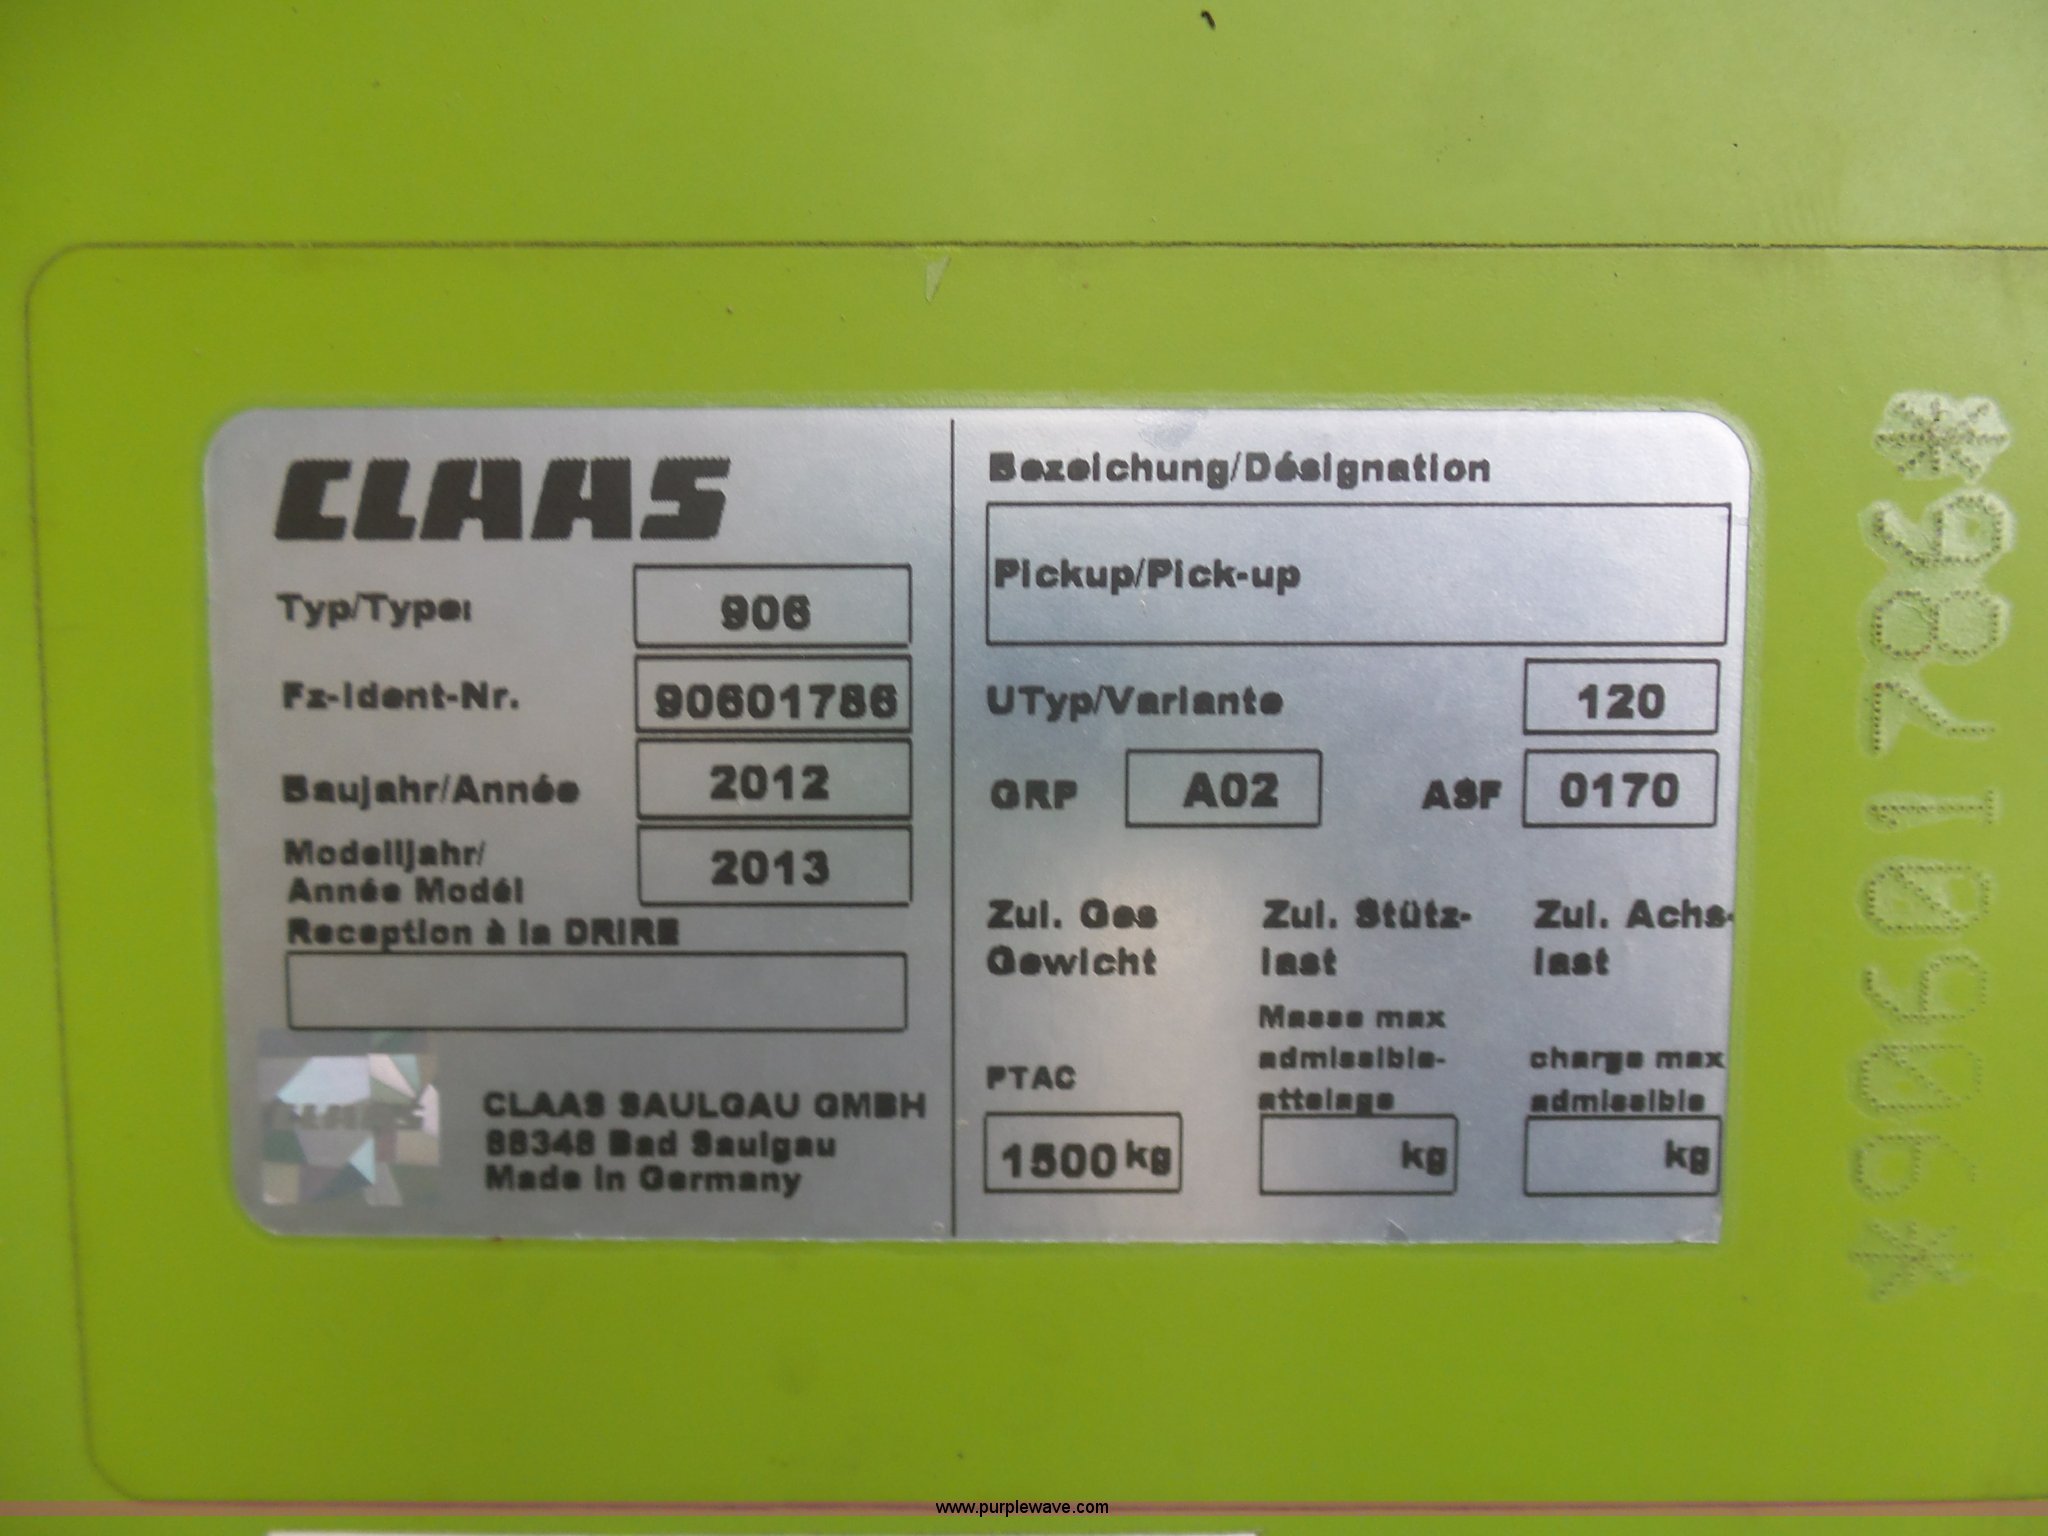 CLAAS
Typ/Type: 906
Fz-Ident-Nr. 90601786
Baujahr/Année 2012
Modelljahr/
Année Modél 2013
Reception à la DRIRE
CLAAS
CLAAS SAULGAU GMBH
88348 Bad Saulgau
Made in Germany
Bezeichung/Désignation
Pickup/Pick-up
UTyp/Variante 120
GRP A02 ASF 0170
Zul. Ges Gewicht
PTAC
1500 kg
Zul. Stütz-
last
Masse max
admissible-
attelage
kg
Zul. Achs-
last
charge max
admissible
kg
*90601786*
www.purplewave.com